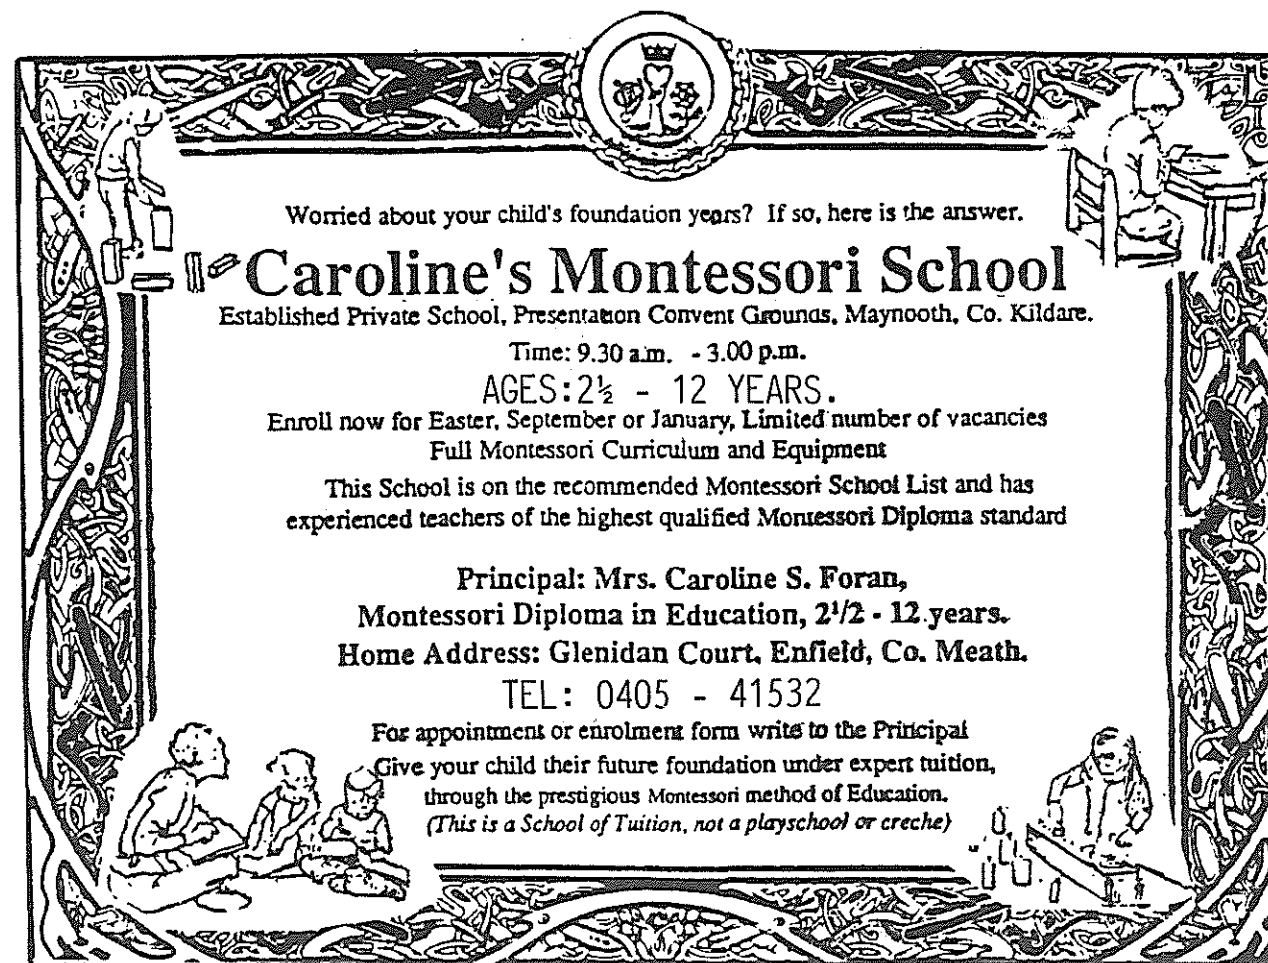 Worried about your child's foundation years? If so, here is the answer.
Caroline's Montessori School
Established Private School, Presentation Convent Grounds, Maynooth, Co. Kildare.
Time: 9.30 a.m. - 3.00 p.m.
AGES:2½ - 12 YEARS.
Enroll now for Easter, September or January, Limited number of vacancies
Full Montessori Curriculum and Equipment
This School is on the recommended Montessori School List and has
experienced teachers of the highest qualified Montessori Diploma standard
Principal: Mrs. Caroline S. Foran,
Montessori Diploma in Education, 2½ - 12 years.
Home Address: Glenidan Court, Enfield, Co. Meath.
TEL: 0405 - 41532
For appointment or enrolment form write to the Principal
Give your child their future foundation under expert tuition,
through the prestigious Montessori method of Education.
(This is a School of Tuition, not a playschool or creche)